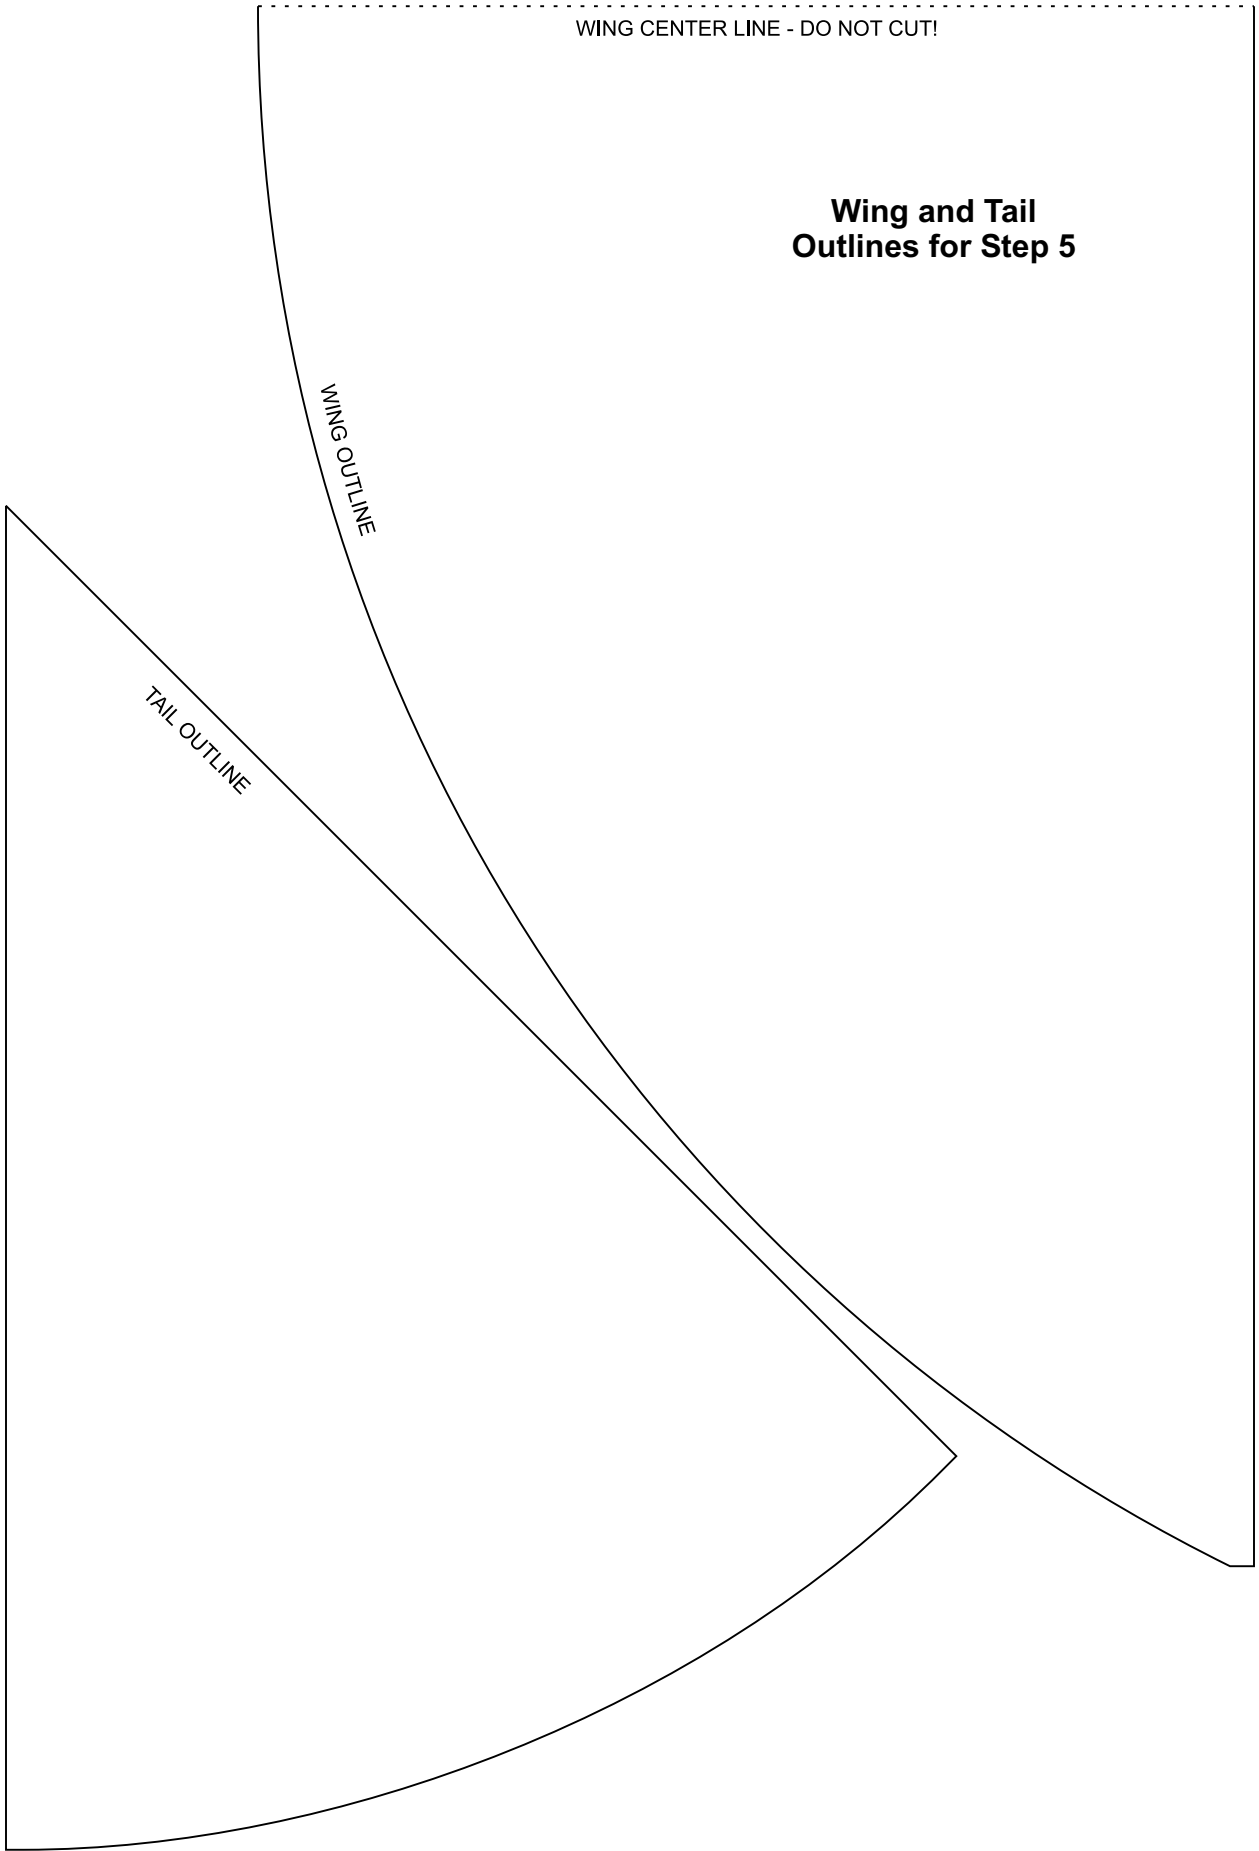 WING CENTER LINE - DO NOT CUT!
Wing and Tail
Outlines for Step 5
WING OUTLINE
TAIL OUTLINE